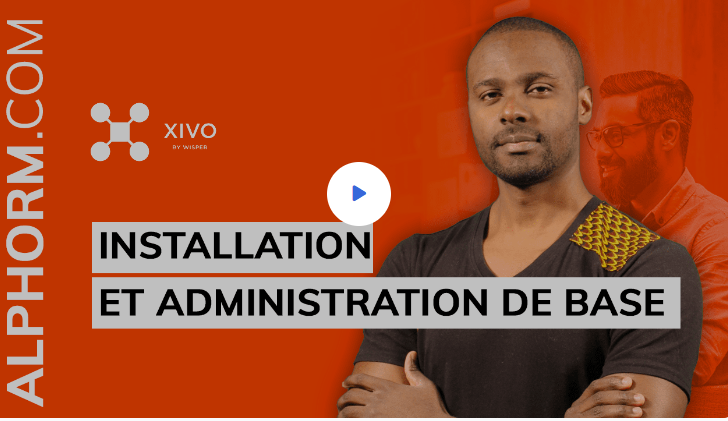 ALPHORM.COM
XIVO
BY WISPER
INSTALLATION
ET ADMINISTRATION DE BASE